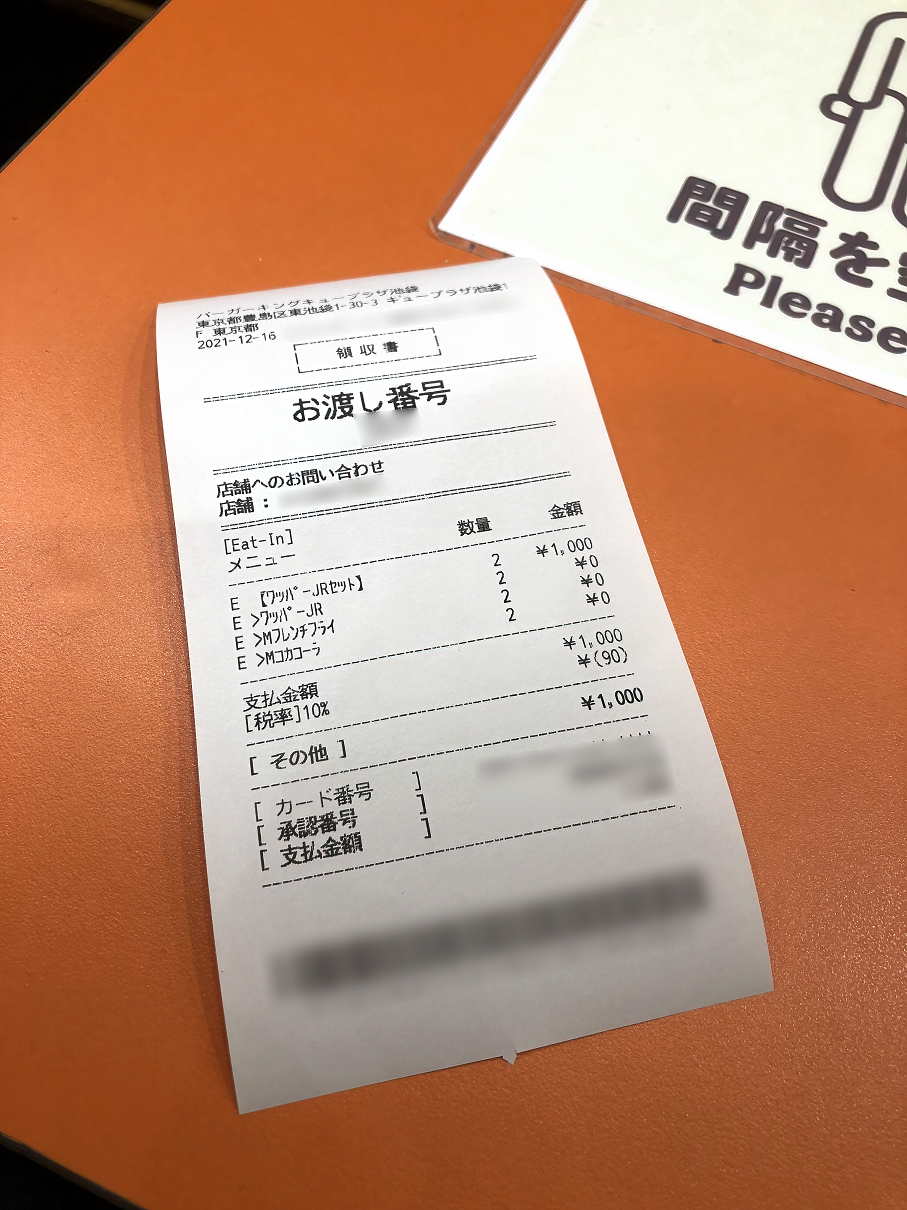 バーガーキングキュープラザ池袋
東京都豊島区東池袋1-30-3 キュープラザ池袋1
F 東京都
2021-12-16
領収書
お渡し番号
店舗へのお問い合わせ
店舗 :
[Eat-In]
メニュー 数量 金額
E 【ワッパーJRセット】 2 ¥1,000
E >ワッパーJR 2 ¥0
E >Mフレンチフライ 2 ¥0
E >Mコカコーラ 2 ¥0
支払金額 ¥1,000
[税率]10% ¥(90)
[ その他 ] ¥1,000
[ カード番号 ]
[ 承認番号 ]
[ 支払金額 ]
間隔を
Please